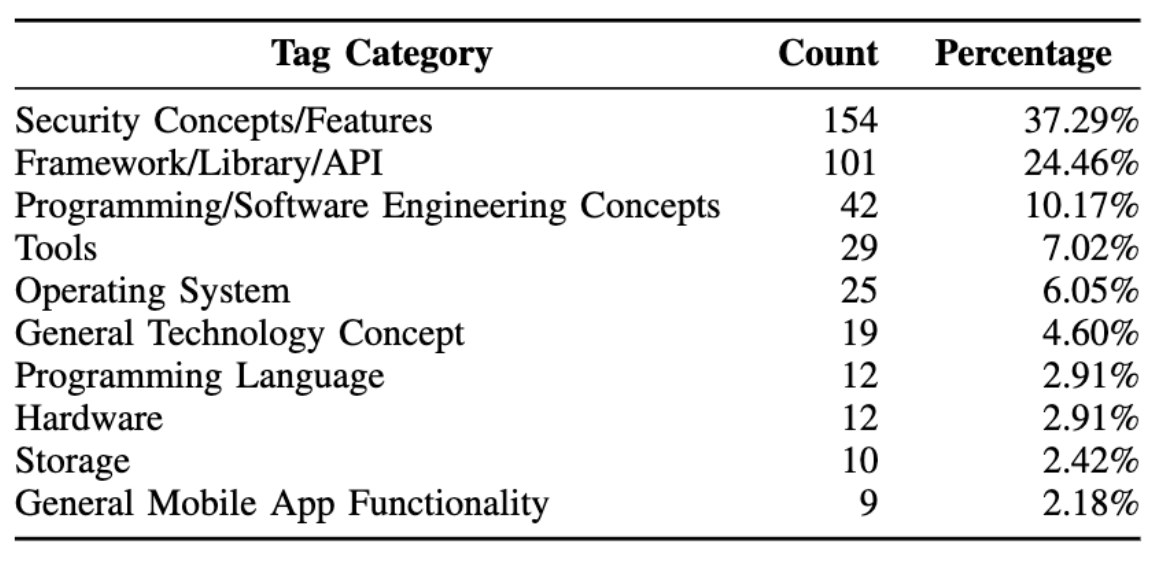 Tag Category Count Percentage
Security Concepts/Features 154 37.29%
Framework/Library/API 101 24.46%
Programming/Software Engineering Concepts 42 10.17%
Tools 29 7.02%
Operating System 25 6.05%
General Technology Concept 19 4.60%
Programming Language 12 2.91%
Hardware 12 2.91%
Storage 10 2.42%
General Mobile App Functionality 9 2.18%